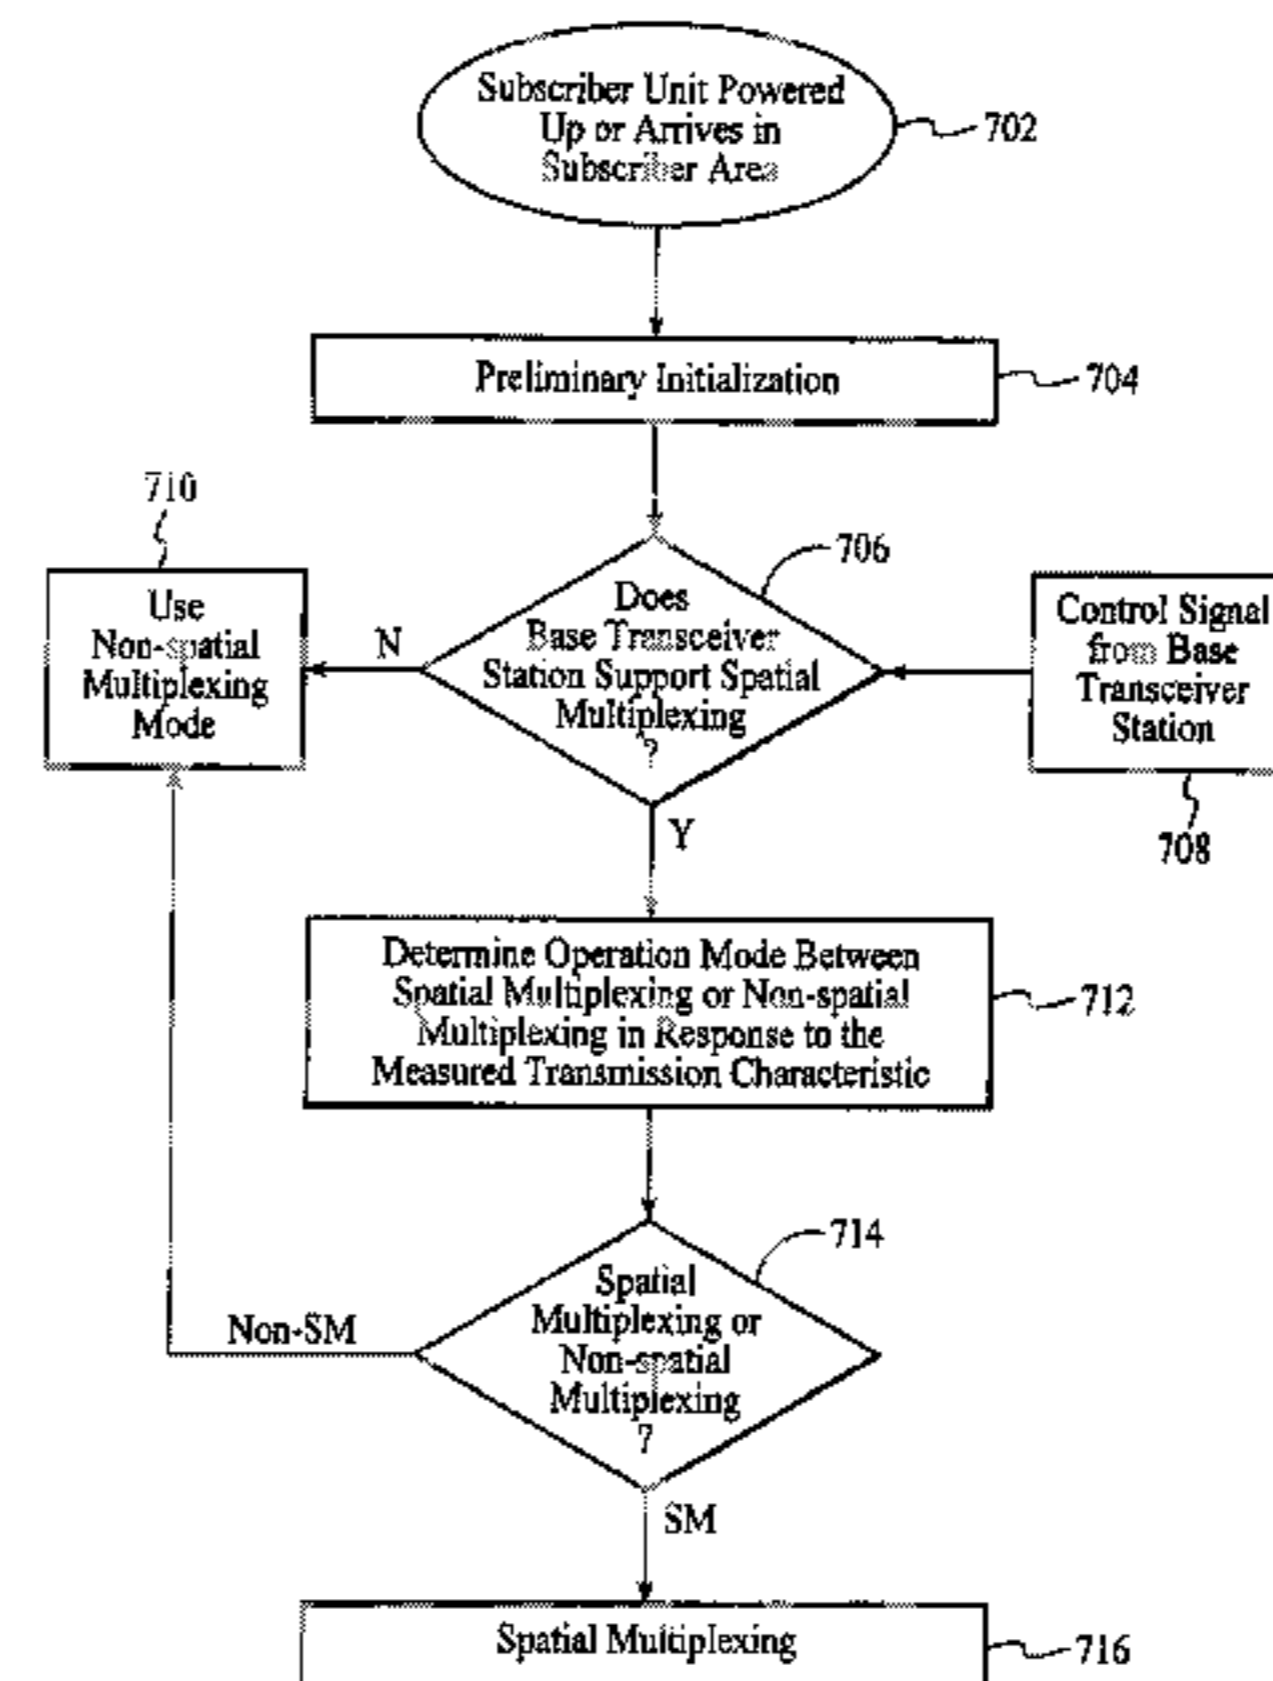 Subscriber Unit Powered
Up or Arrives in
Subscriber Area
702
Preliminary Initialization
704
710
706
Use
Non-spatial
Multiplexing
Mode
N
Does
Base Transceiver
Station Support Spatial
Multiplexing
?
Control Signal
from Base
Transceiver
Station
708
Y
Determine Operation Mode Between
Spatial Multiplexing or Non-spatial
Multiplexing in Response to the
Measured Transmission Characteristic
712
714
Spatial
Multiplexing or
Non-spatial
Multiplexing
?
Non-SM
SM
Spatial Multiplexing
716